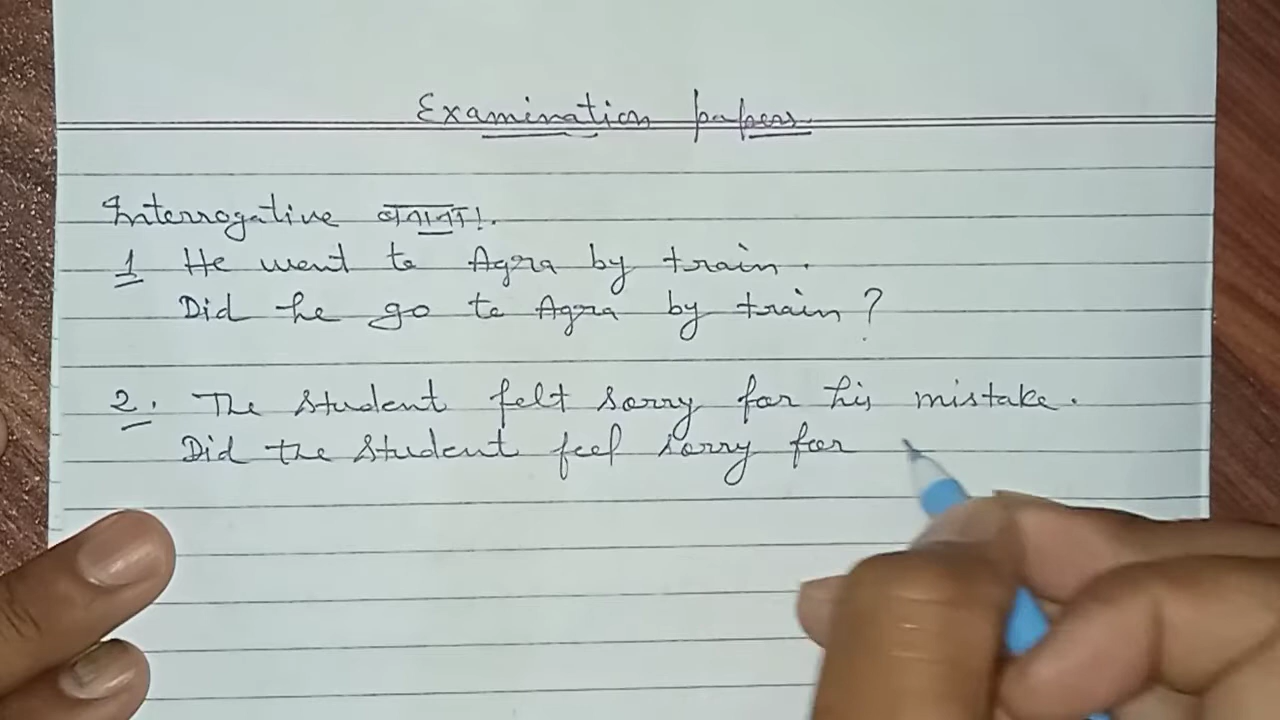 Examination papers
Interrogative बनाना!.
1 He went to Agra by train.
Did he go to Agra by train?
2. The student felt sorry for his mistake.
Did the student feel sorry for